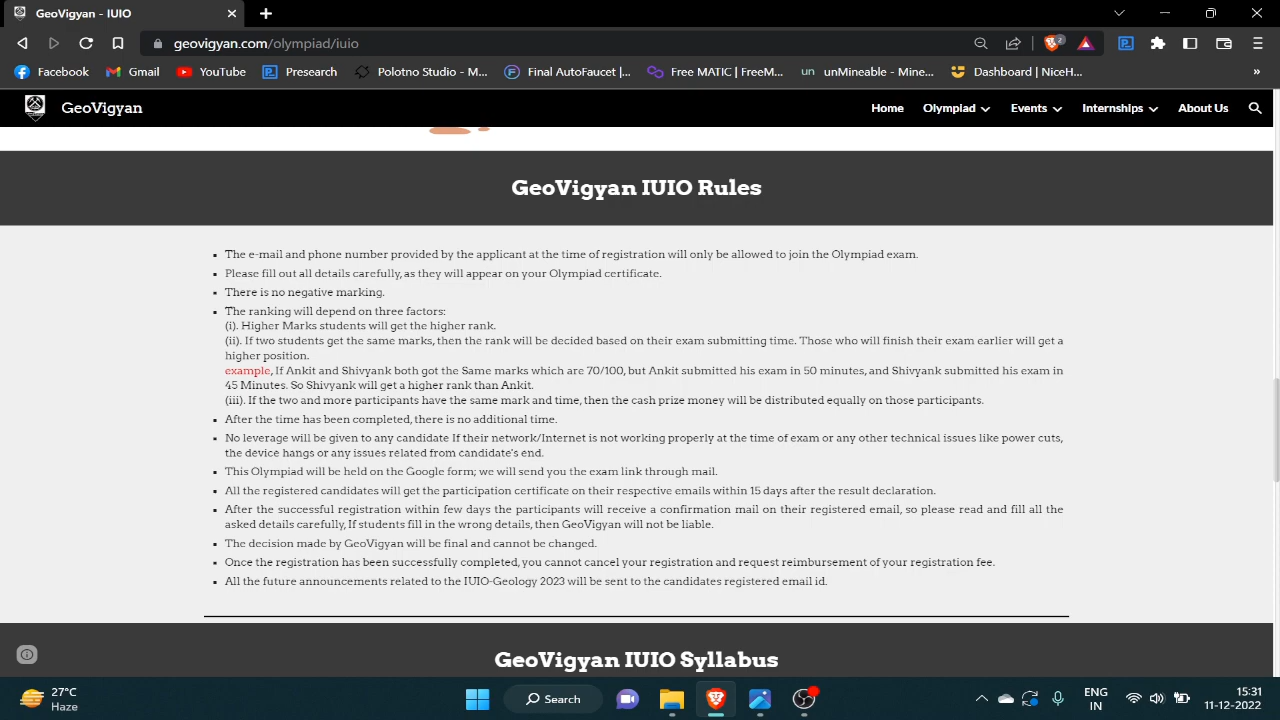 GeoVigyan - IUIO
geovigyan.com/olympiad/iuio
2
Facebook
Gmail
YouTube
Presearch
Polotno Studio - M...
Final AutoFaucet |...
Free MATIC | FreeM...
unMineable - Mine...
Dashboard | NiceH...
»
GeoVigyan
Home
Olympiad
Events
Internships
About Us
GeoVigyan IUIO Rules
The e-mail and phone number provided by the applicant at the time of registration will only be allowed to join the Olympiad exam.
Please fill out all details carefully, as they will appear on your Olympiad certificate.
There is no negative marking.
The ranking will depend on three factors:
(i). Higher Marks students will get the higher rank.
(ii). If two students get the same marks, then the rank will be decided based on their exam submitting time. Those who will finish their exam earlier will get a
higher position.
example, If Ankit and Shivyank both got the Same marks which are 70/100, but Ankit submitted his exam in 50 minutes, and Shivyank submitted his exam in
45 Minutes. So Shivyank will get a higher rank than Ankit.
(iii). If the two and more participants have the same mark and time, then the cash prize money will be distributed equally on those participants.
After the time has been completed, there is no additional time.
No leverage will be given to any candidate If their network/Internet is not working properly at the time of exam or any other technical issues like power cuts,
the device hangs or any issues related from candidate's end.
This Olympiad will be held on the Google form; we will send you the exam link through mail.
All the registered candidates will get the participation certificate on their respective emails within 15 days after the result declaration.
After the successful registration within few days the participants will receive a confirmation mail on their registered email, so please read and fill all the
asked details carefully, If students fill in the wrong details, then GeoVigyan will not be liable.
The decision made by GeoVigyan will be final and cannot be changed.
Once the registration has been successfully completed, you cannot cancel your registration and request reimbursement of your registration fee.
All the future announcements related to the IUIO-Geology 2023 will be sent to the candidates registered email id.
GeoVigyan IUIO Syllabus
27°C
Haze
Search
ENG
IN
15:31
11-12-2022